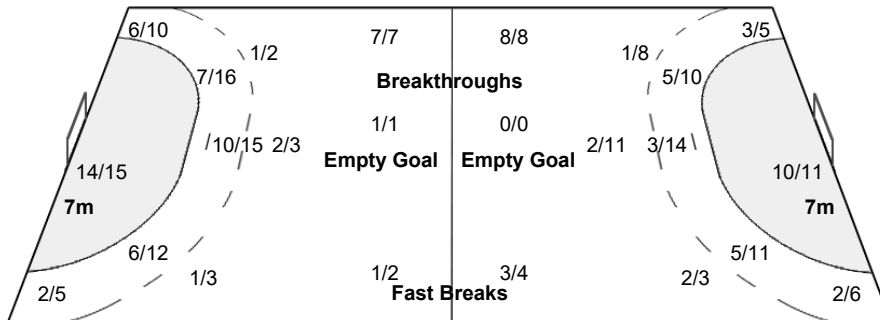 6/10 7/7 8/8 3/5
1/2 1/8
7/16 5/10
Breakthroughs
1/1 0/0
10/15 2/3 2/11 3/14
Empty Goal Empty Goal
14/15 10/11
7m 7m
6/12 5/11
1/3 1/2 3/4 2/3
2/5 Fast Breaks 2/6